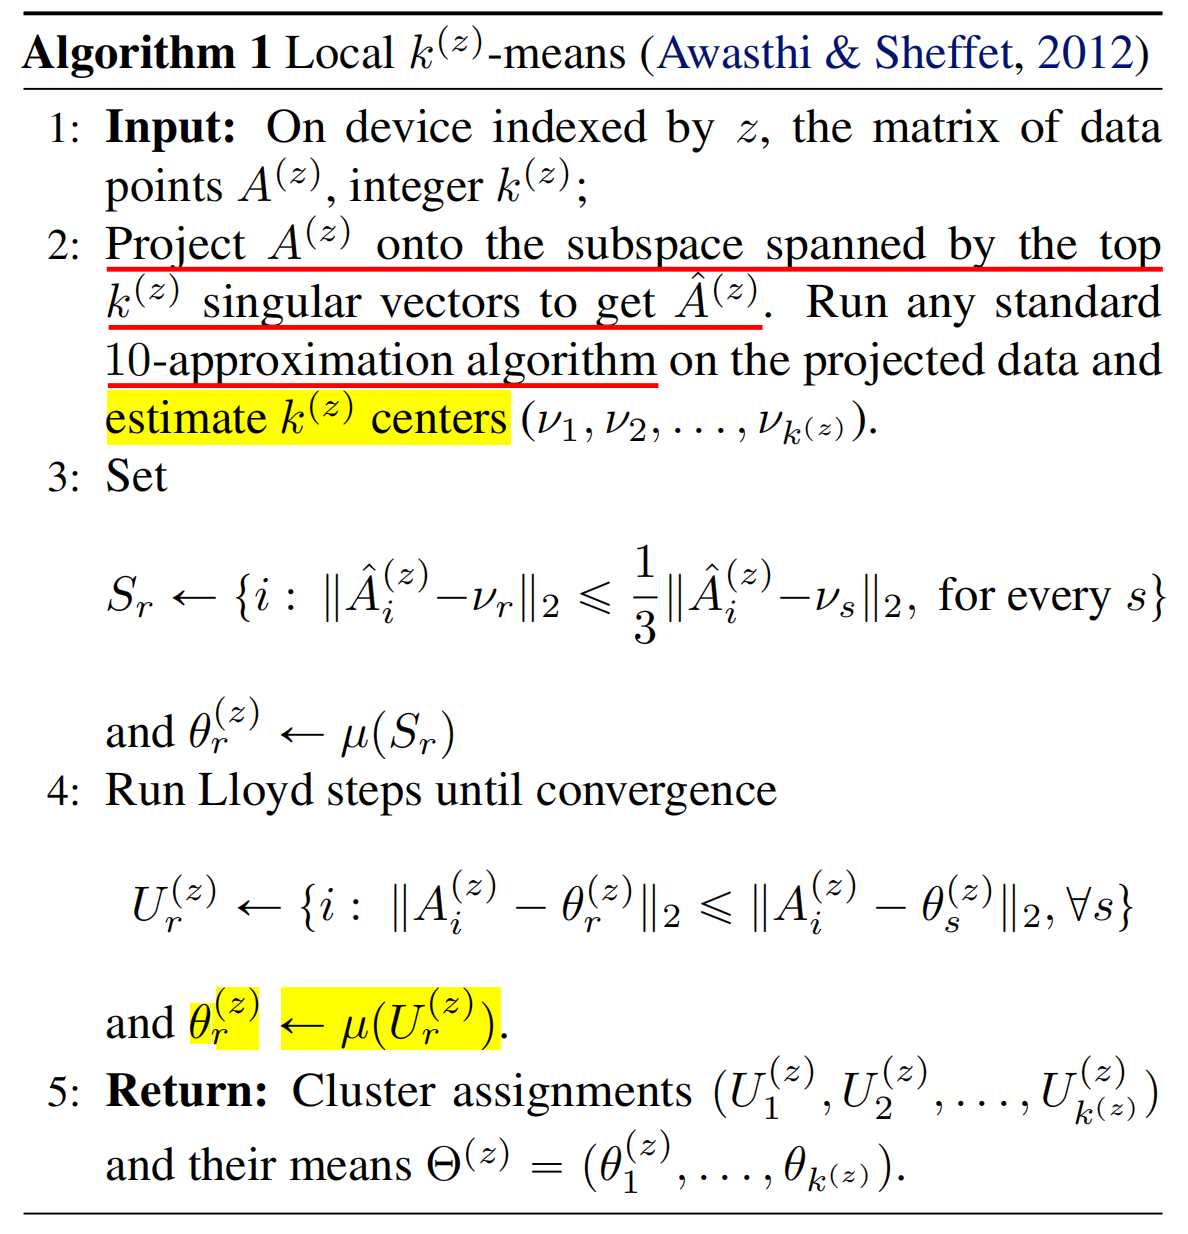 Algorithm 1 Local $k^{(z)}$-means (Awasthi & Sheffet, 2012)
1: Input: On device indexed by $z$, the matrix of data
points $A^{(z)}$, integer $k^{(z)}$;
2: Project $A^{(z)}$ onto the subspace spanned by the top
$k^{(z)}$ singular vectors to get $\hat{A}^{(z)}$. Run any standard
10-approximation algorithm on the projected data and
estimate $k^{(z)}$ centers $(\nu_1, \nu_2, \ldots, \nu_{k^{(z)}})$.
3: Set
$S_r \leftarrow \{i : \|\hat{A}_i^{(z)} - \nu_r\|_2 \leqslant \frac{1}{3}\|\hat{A}_i^{(z)} - \nu_s\|_2, \text{ for every } s\}$
and $\theta_r^{(z)} \leftarrow \mu(S_r)$
4: Run Lloyd steps until convergence
$U_r^{(z)} \leftarrow \{i : \|A_i^{(z)} - \theta_r^{(z)}\|_2 \leqslant \|A_i^{(z)} - \theta_s^{(z)}\|_2, \forall s\}$
and $\theta_r^{(z)} \leftarrow \mu(U_r^{(z)})$.
5: Return: Cluster assignments $(U_1^{(z)}, U_2^{(z)}, \ldots, U_{k^{(z)}}^{(z)})$
and their means $\Theta^{(z)} = (\theta_1^{(z)}, \ldots, \theta_{k^{(z)}})$.